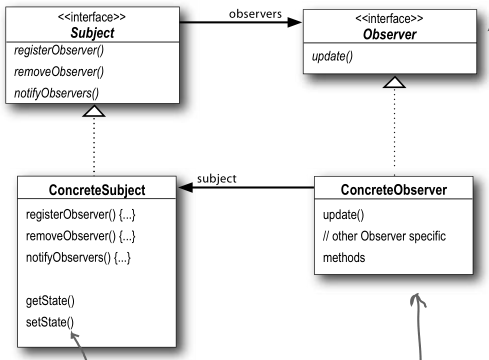 <<interface>>
Subject
registerObserver()
removeObserver()
notifyObservers()
observers
<<interface>>
Observer
update()
subject
ConcreteSubject
registerObserver() {...}
removeObserver() {...}
notifyObservers() {...}
getState()
setState()
ConcreteObserver
update()
// other Observer specific
methods